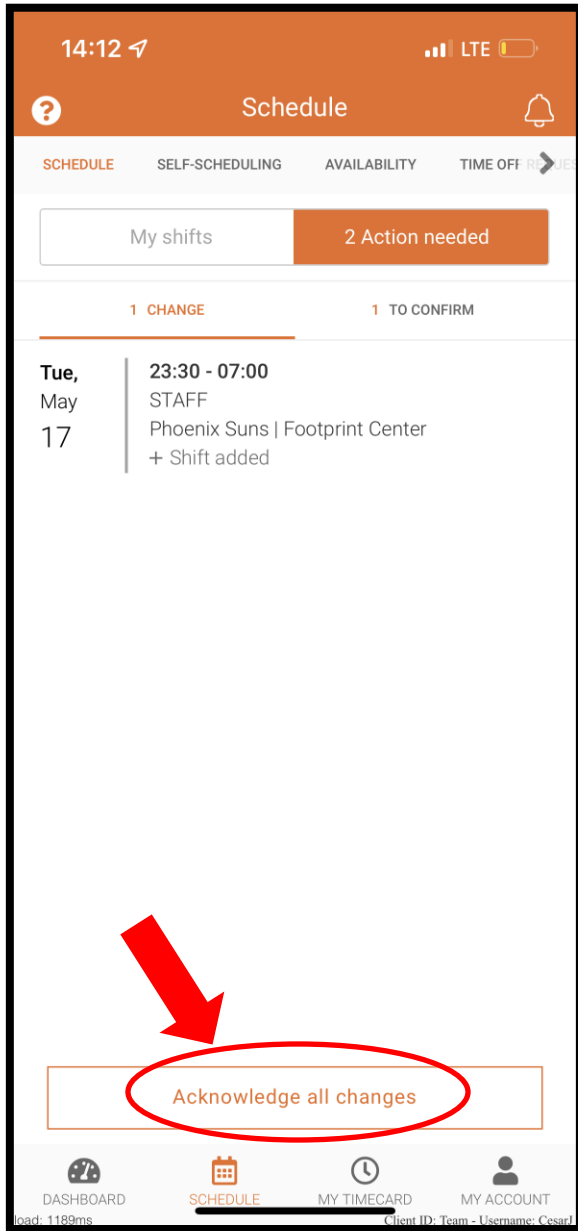 14:12 LTE
? Schedule
SCHEDULE SELF-SCHEDULING AVAILABILITY TIME OFF REQUES
My shifts 2 Action needed
1 CHANGE 1 TO CONFIRM
Tue, 23:30 - 07:00
May STAFF
17 Phoenix Suns | Footprint Center
+ Shift added
Acknowledge all changes
DASHBOARD SCHEDULE MY TIMECARD MY ACCOUNT
load: 1189ms Client ID: Team - Username: CesarJ